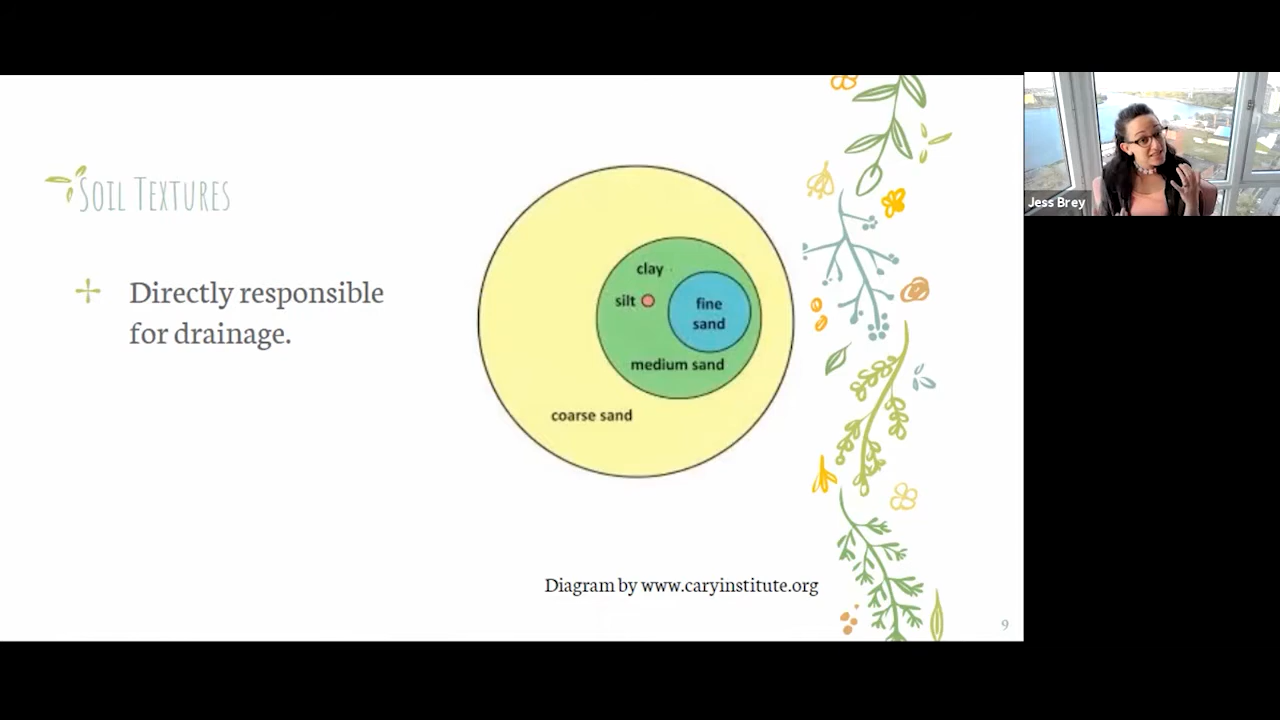 Soil Textures
Directly responsible
for drainage.
clay
silt
fine
sand
medium sand
coarse sand
Diagram by www.caryinstitute.org
9
Jess Brey